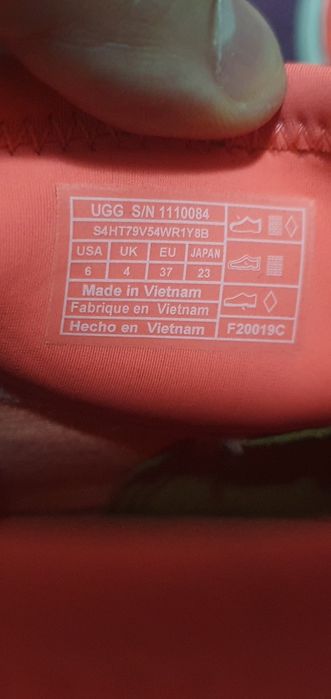 UGG S/N 1110084
S4HT79V54WR1Y8B
USA UK EU JAPAN
6 4 37 23
Made in Vietnam
Fabrique en Vietnam
Hecho en Vietnam F20019C